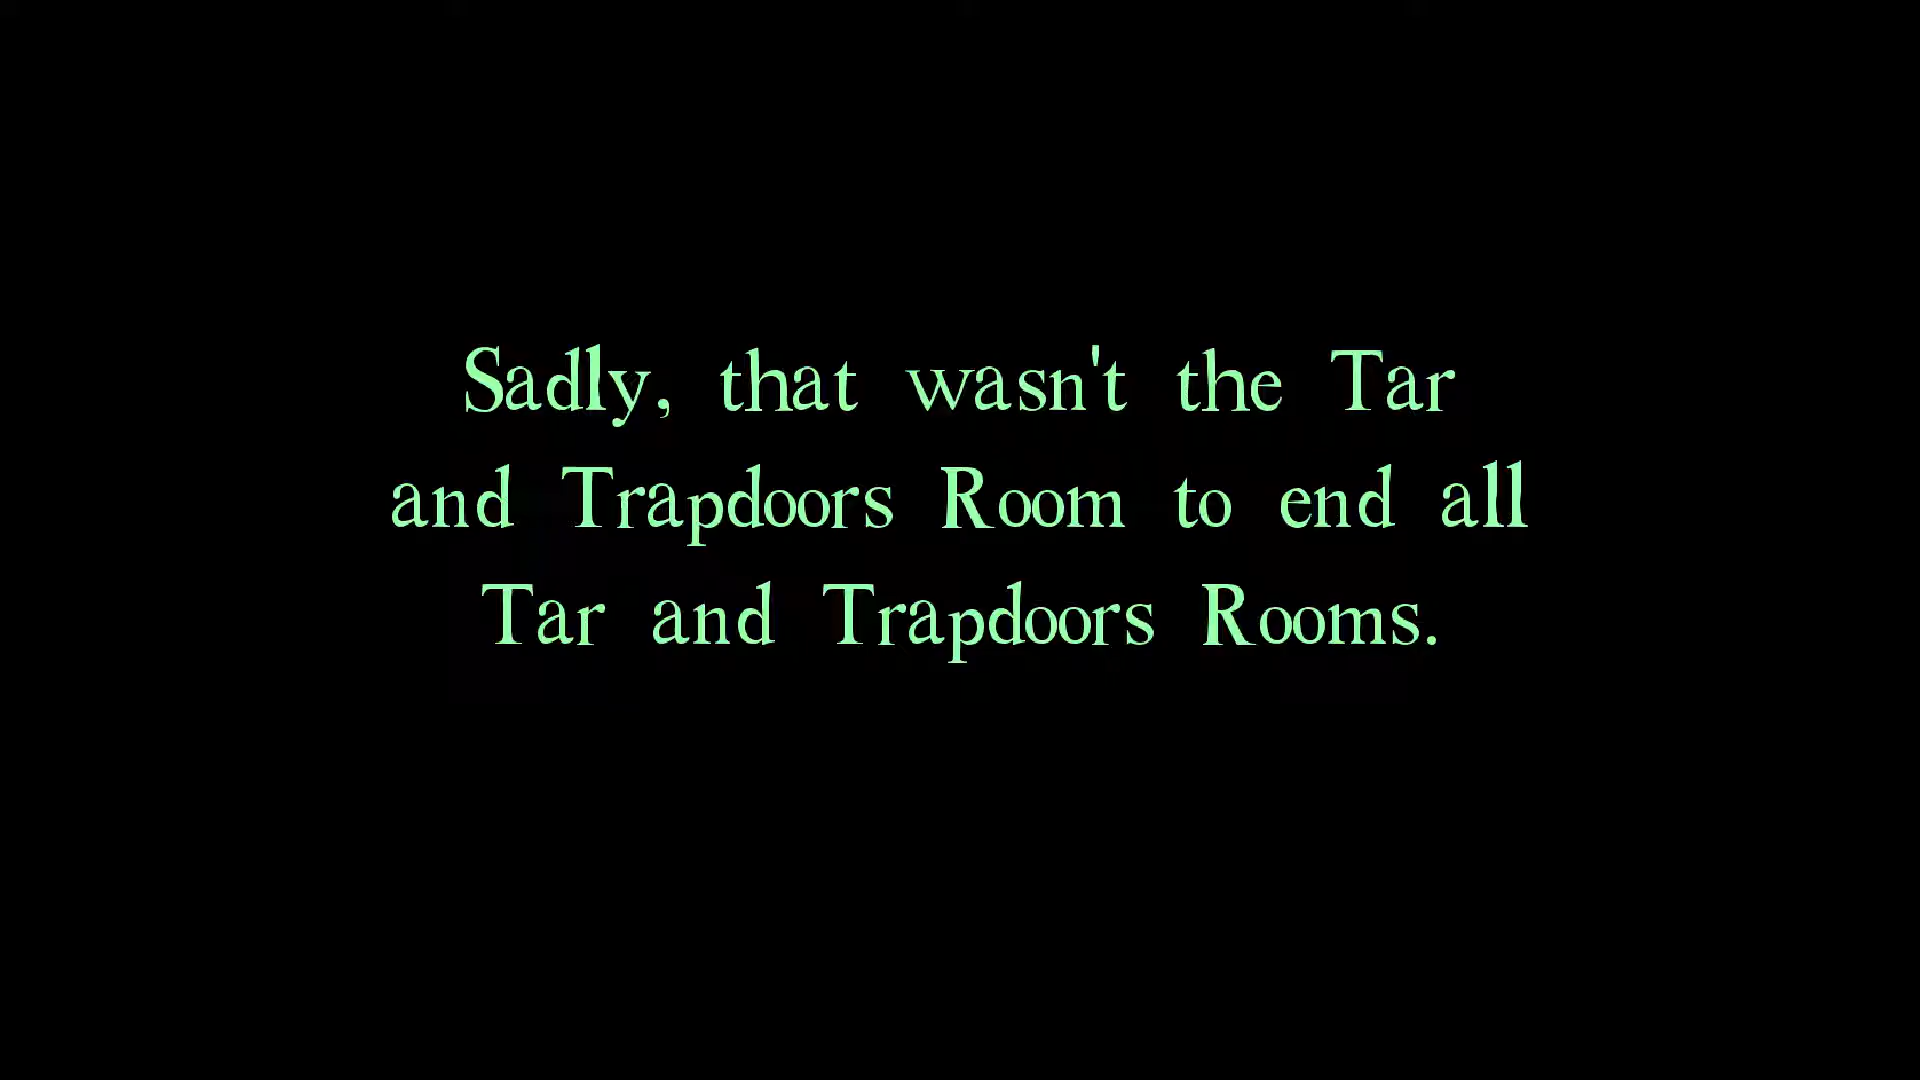 Sadly, that wasn't the Tar
and Trapdoors Room to end all
Tar and Trapdoors Rooms.